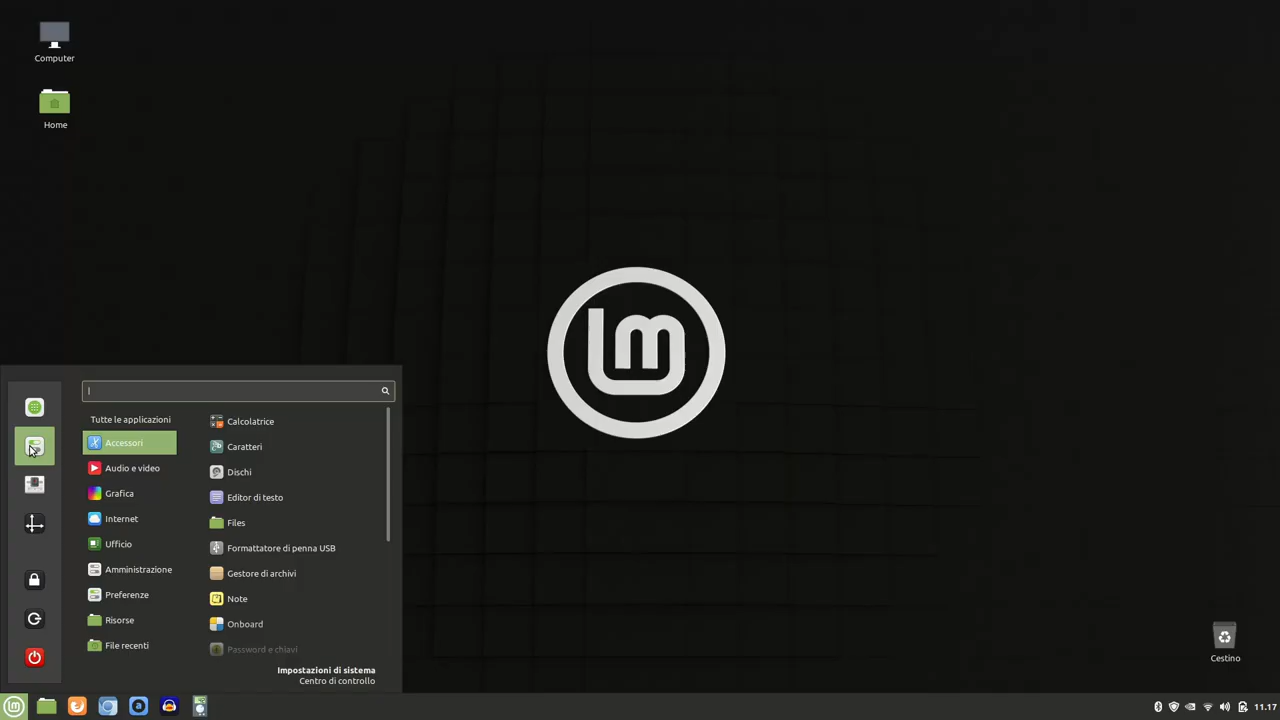 Computer
Home
Tutte le applicazioni
Accessori
Audio e video
Grafica
Internet
Ufficio
Amministrazione
Preferenze
Risorse
File recenti
Calcolatrice
Caratteri
Dischi
Editor di testo
Files
Formattatore di penna USB
Gestore di archivi
Note
Onboard
Password e chiavi
Impostazioni di sistema
Centro di controllo
Cestino
11.17